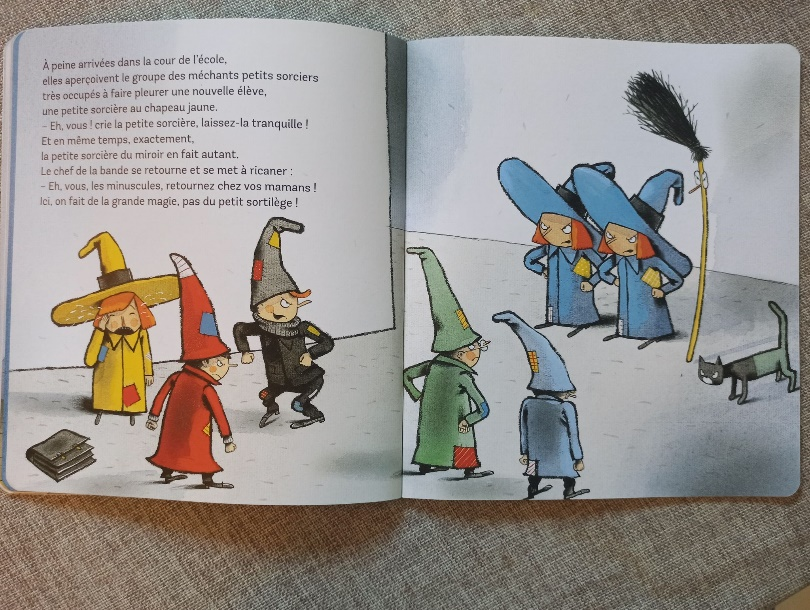 À peine arrivées dans la cour de l'école,
elles aperçoivent le groupe des méchants petits sorciers
très occupés à faire pleurer une nouvelle élève,
une petite sorcière au chapeau jaune.
– Eh, vous ! crie la petite sorcière, laissez-la tranquille !
Et en même temps, exactement,
la petite sorcière du miroir en fait autant.
Le chef de la bande se retourne et se met à ricaner :
– Eh, vous, les minuscules, retournez chez vos mamans !
Ici, on fait de la grande magie, pas du petit sortilège !